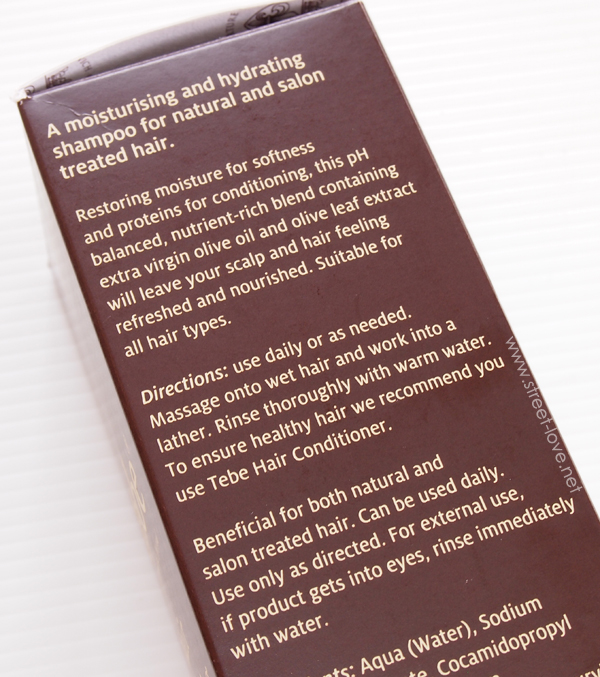 A moisturising and hydrating
shampoo for natural and salon
treated hair.
Restoring moisture for softness
and proteins for conditioning, this pH
balanced, nutrient-rich blend containing
extra virgin olive oil and olive leaf extract
will leave your scalp and hair feeling
refreshed and nourished. Suitable for
all hair types.
Directions: use daily or as needed.
Massage onto wet hair and work into a
lather. Rinse thoroughly with warm water.
To ensure healthy hair we recommend you
use Tebe Hair Conditioner.
Beneficial for both natural and
salon treated hair. Can be used daily.
Use only as directed. For external use,
if product gets into eyes, rinse immediately
with water.
Aqua (Water), Sodium
Cocamidopropyl
www.street-love.net